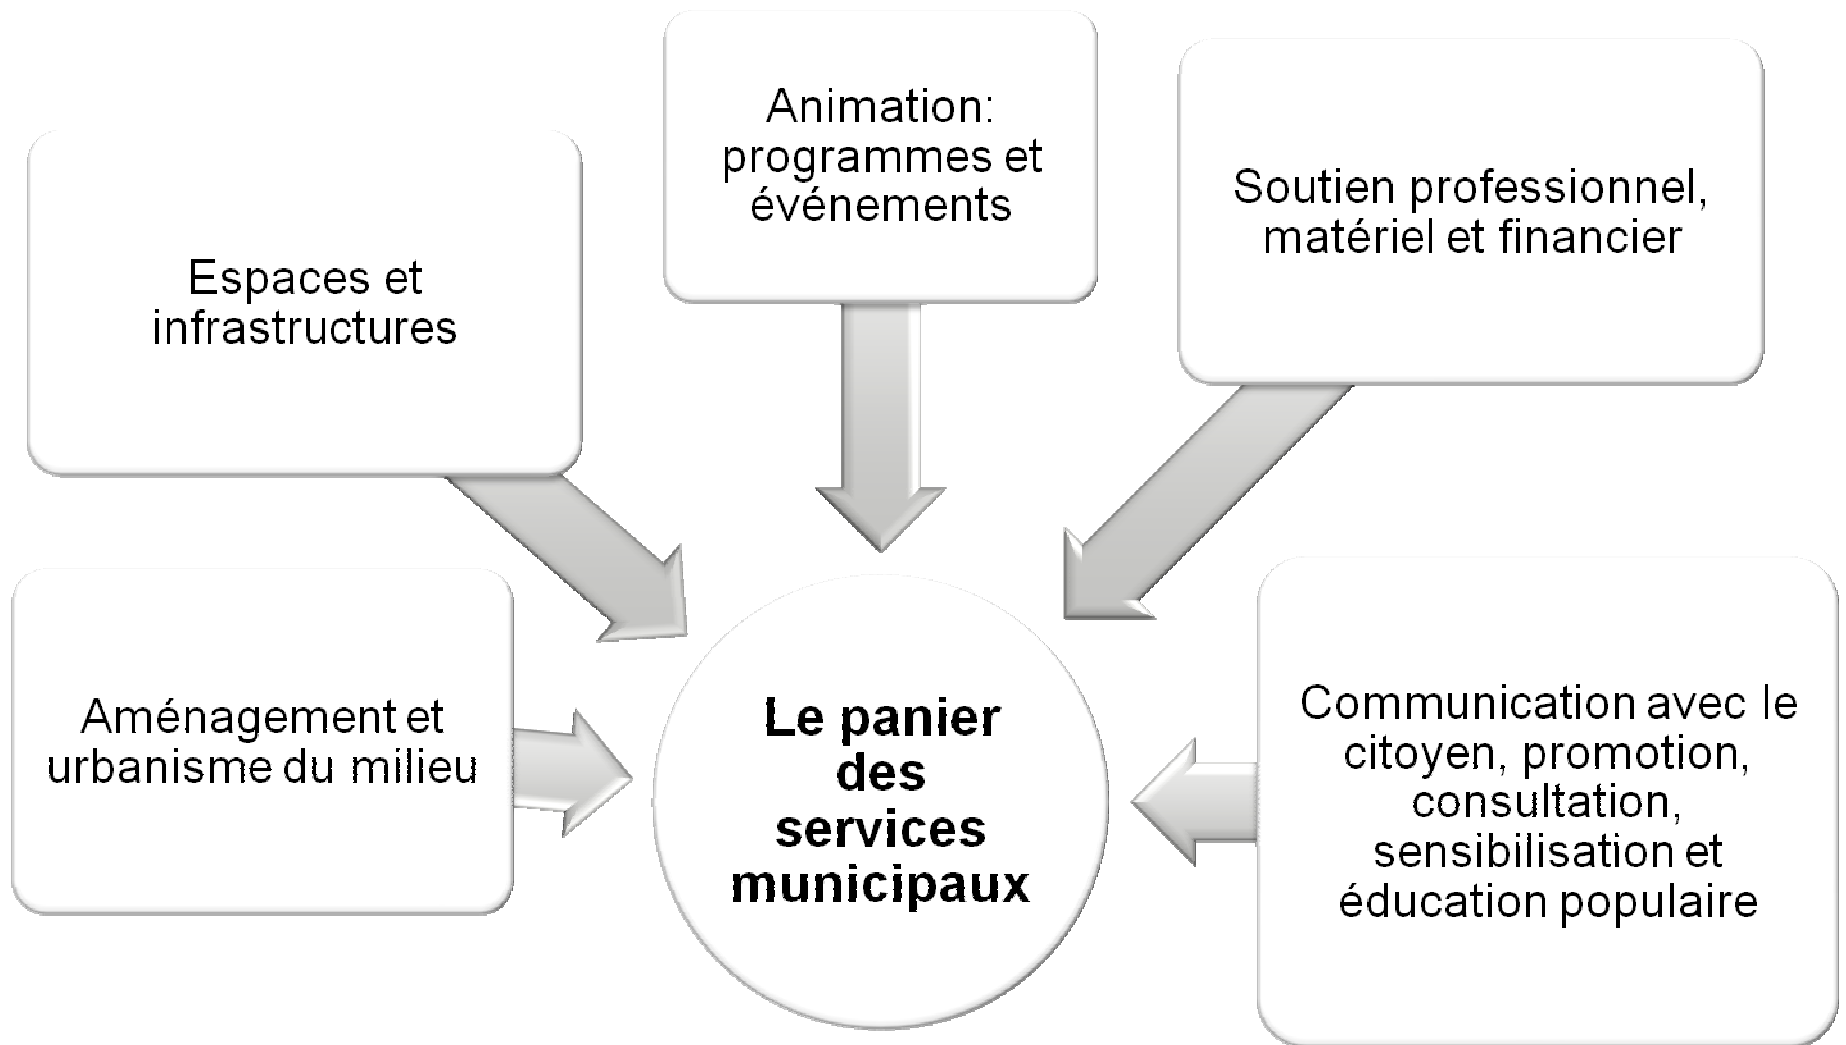 Animation:
programmes et
événements
Soutien professionnel,
matériel et financier
Espaces et
infrastructures
Aménagement et
urbanisme du milieu
Le panier
des
services
municipaux
Communication avec le
citoyen, promotion,
consultation,
sensibilisation et
éducation populaire